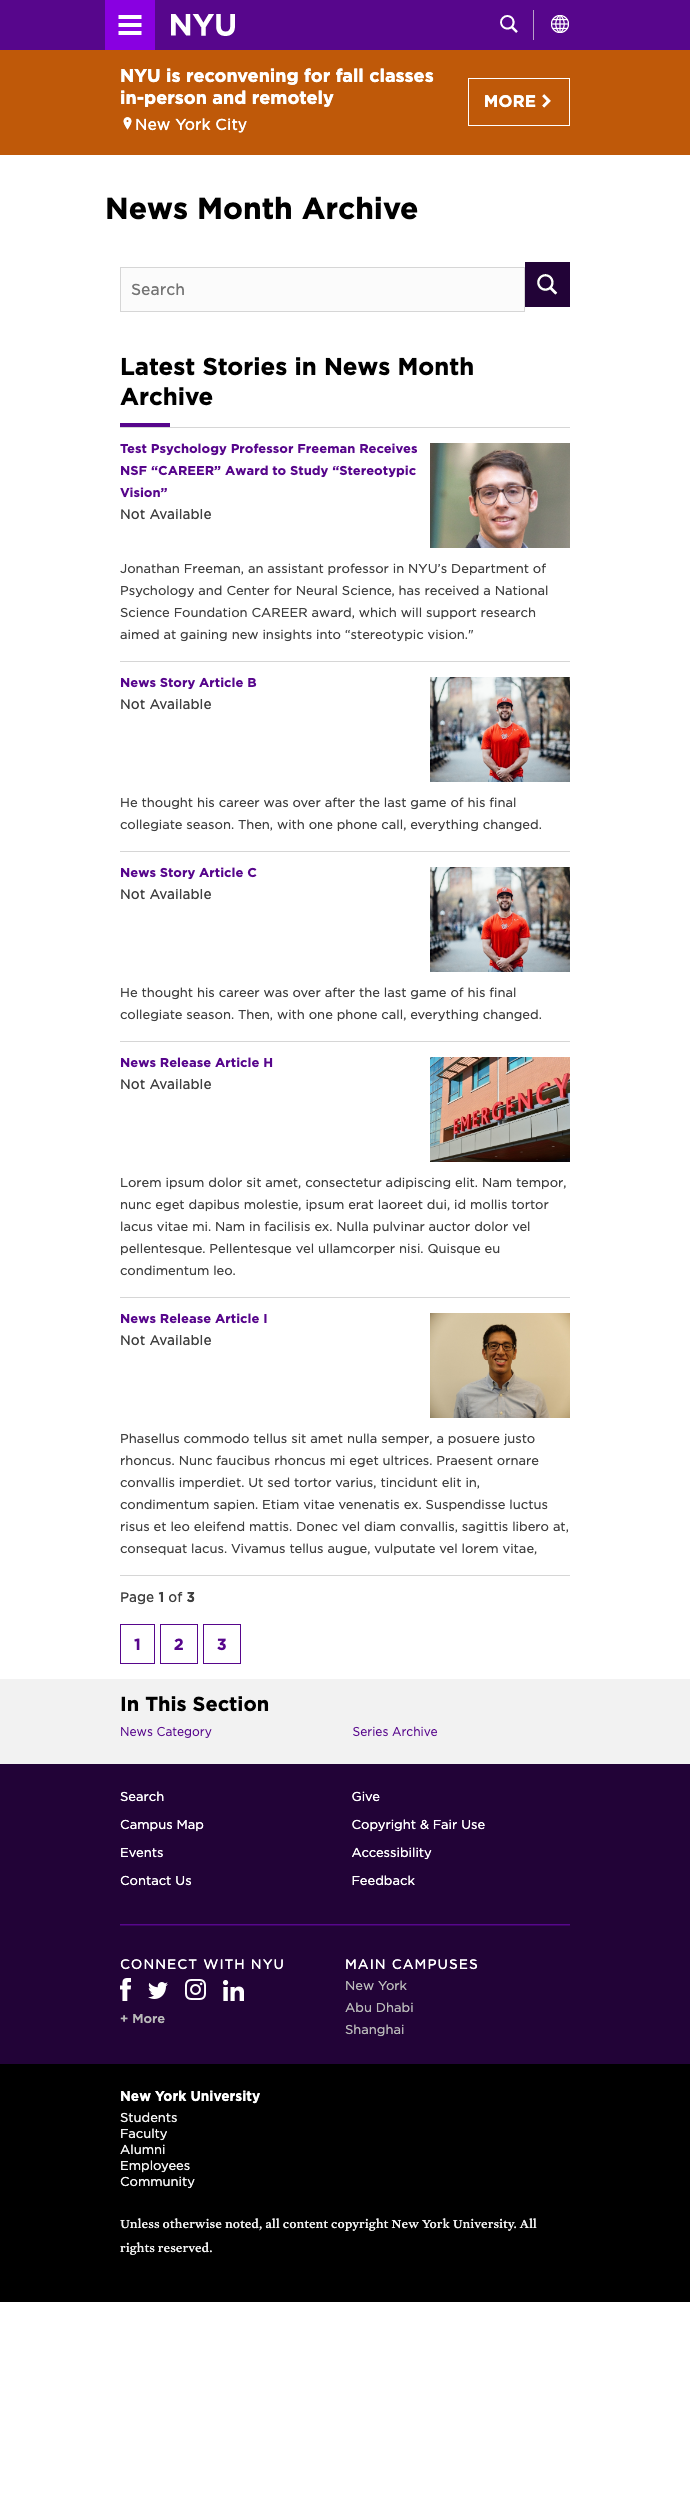 NYU
NYU is reconvening for fall classes
in-person and remotely
New York City
MORE
News Month Archive
Search
Latest Stories in News Month
Archive
Test Psychology Professor Freeman Receives
NSF “CAREER” Award to Study “Stereotypic
Vision”
Not Available
Jonathan Freeman, an assistant professor in NYU’s Department of
Psychology and Center for Neural Science, has received a National
Science Foundation CAREER award, which will support research
aimed at gaining new insights into “stereotypic vision."
News Story Article B
Not Available
He thought his career was over after the last game of his final
collegiate season. Then, with one phone call, everything changed.
News Story Article C
Not Available
He thought his career was over after the last game of his final
collegiate season. Then, with one phone call, everything changed.
News Release Article H
Not Available
EMERGENCY
Lorem ipsum dolor sit amet, consectetur adipiscing elit. Nam tempor,
nunc eget dapibus molestie, ipsum erat laoreet dui, id mollis tortor
lacus vitae mi. Nam in facilisis ex. Nulla pulvinar auctor dolor vel
pellentesque. Pellentesque vel ullamcorper nisi. Quisque eu
condimentum leo.
News Release Article I
Not Available
Phasellus commodo tellus sit amet nulla semper, a posuere justo
rhoncus. Nunc faucibus rhoncus mi eget ultrices. Praesent ornare
convallis imperdiet. Ut sed tortor varius, tincidunt elit in,
condimentum sapien. Etiam vitae venenatis ex. Suspendisse luctus
risus et leo eleifend mattis. Donec vel diam convallis, sagittis libero at,
consequat lacus. Vivamus tellus augue, vulputate vel lorem vitae,
Page 1 of 3
1 2 3
In This Section
News Category
Series Archive
Search
Campus Map
Events
Contact Us
Give
Copyright & Fair Use
Accessibility
Feedback
CONNECT WITH NYU
+ More
MAIN CAMPUSES
New York
Abu Dhabi
Shanghai
New York University
Students
Faculty
Alumni
Employees
Community
Unless otherwise noted, all content copyright New York University. All
rights reserved.